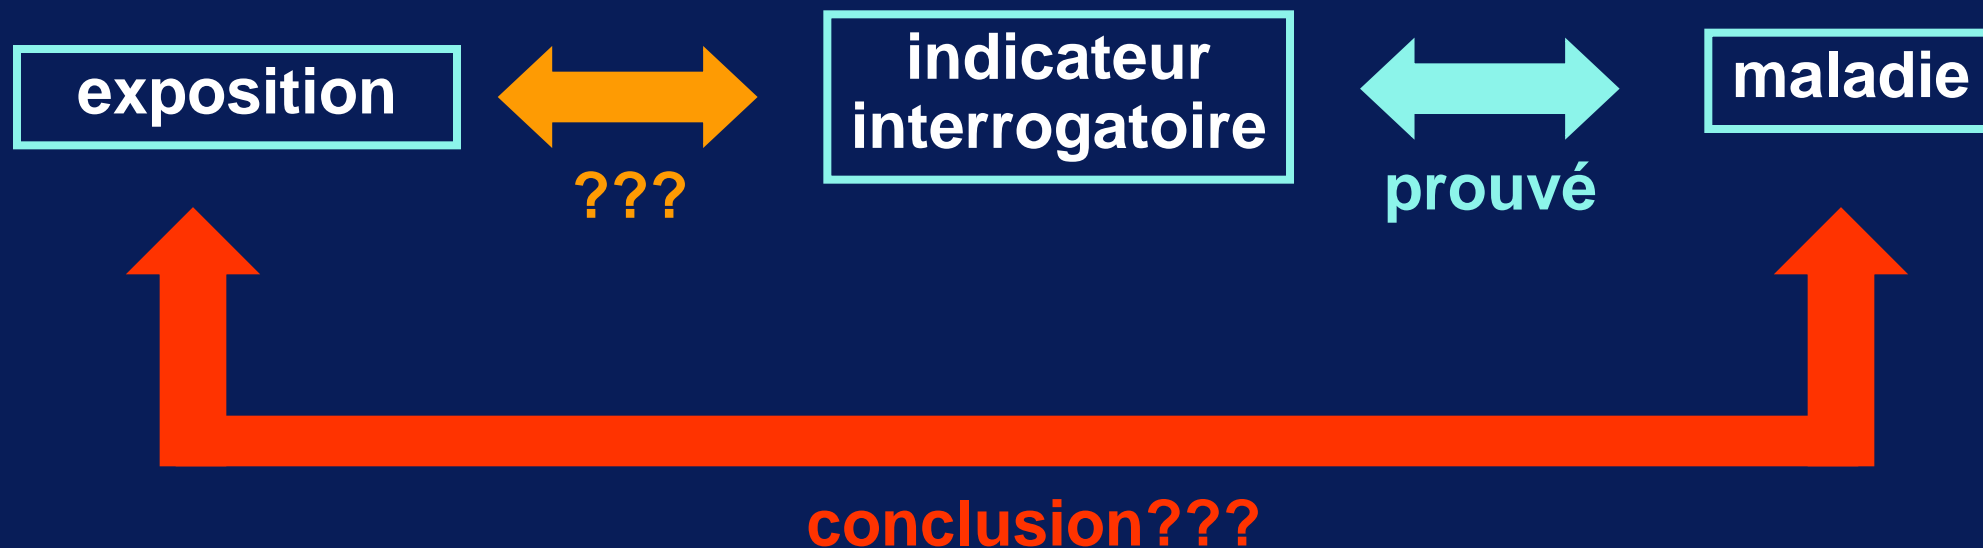 exposition
indicateur
interrogatoire
maladie
???
prouvé
conclusion???